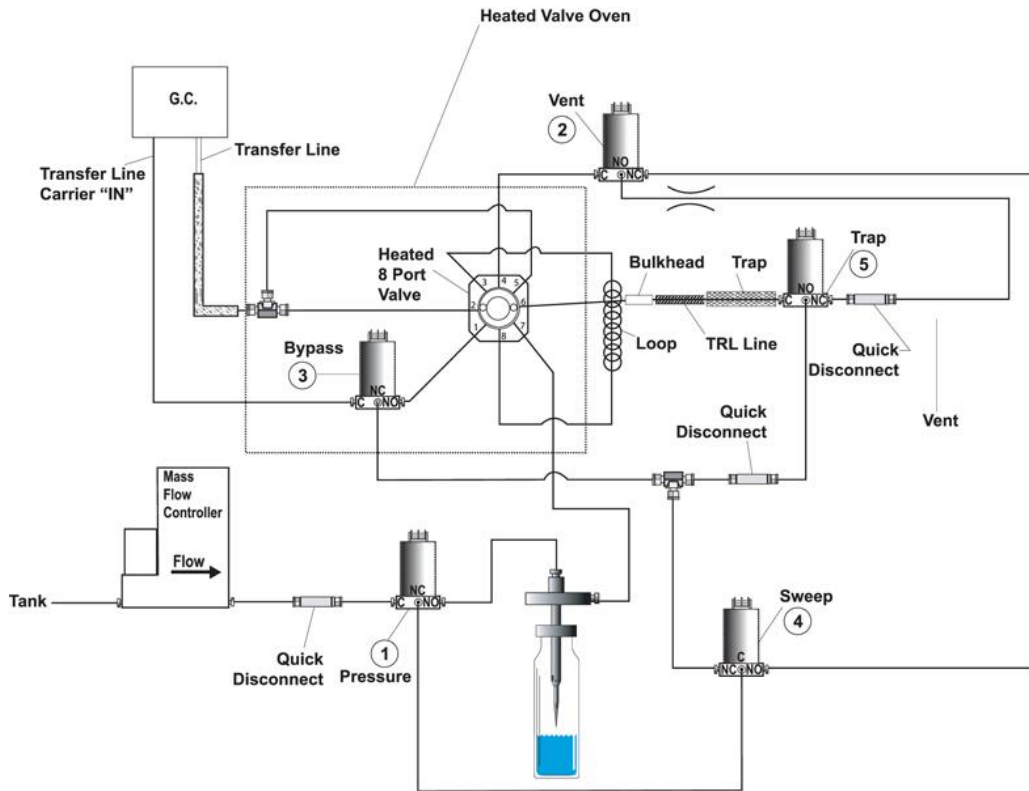 Heated Valve Oven
G.C.
Transfer Line
Transfer Line
Carrier “IN”
Vent
2
NO
C
NC
Heated
8 Port
Valve
1
2
3
4
5
6
7
8
Bulkhead
Trap
NO
C
NC
Trap
5
Loop
TRL Line
Quick
Disconnect
Vent
Bypass
3
NC
C
NO
Quick
Disconnect
Mass
Flow
Controller
Flow
Tank
Quick
Disconnect
NC
C
NO
1
Pressure
Sweep
4
C
NC
NO